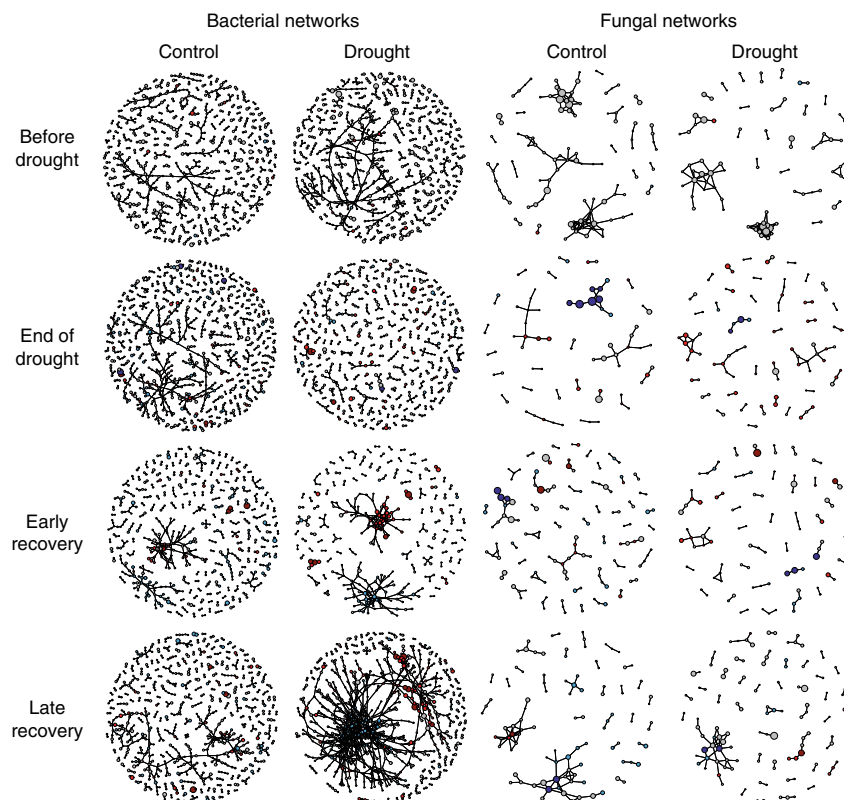 Bacterial networks
Fungal networks
Control
Drought
Control
Drought
Before
drought
End of
drought
Early
recovery
Late
recovery